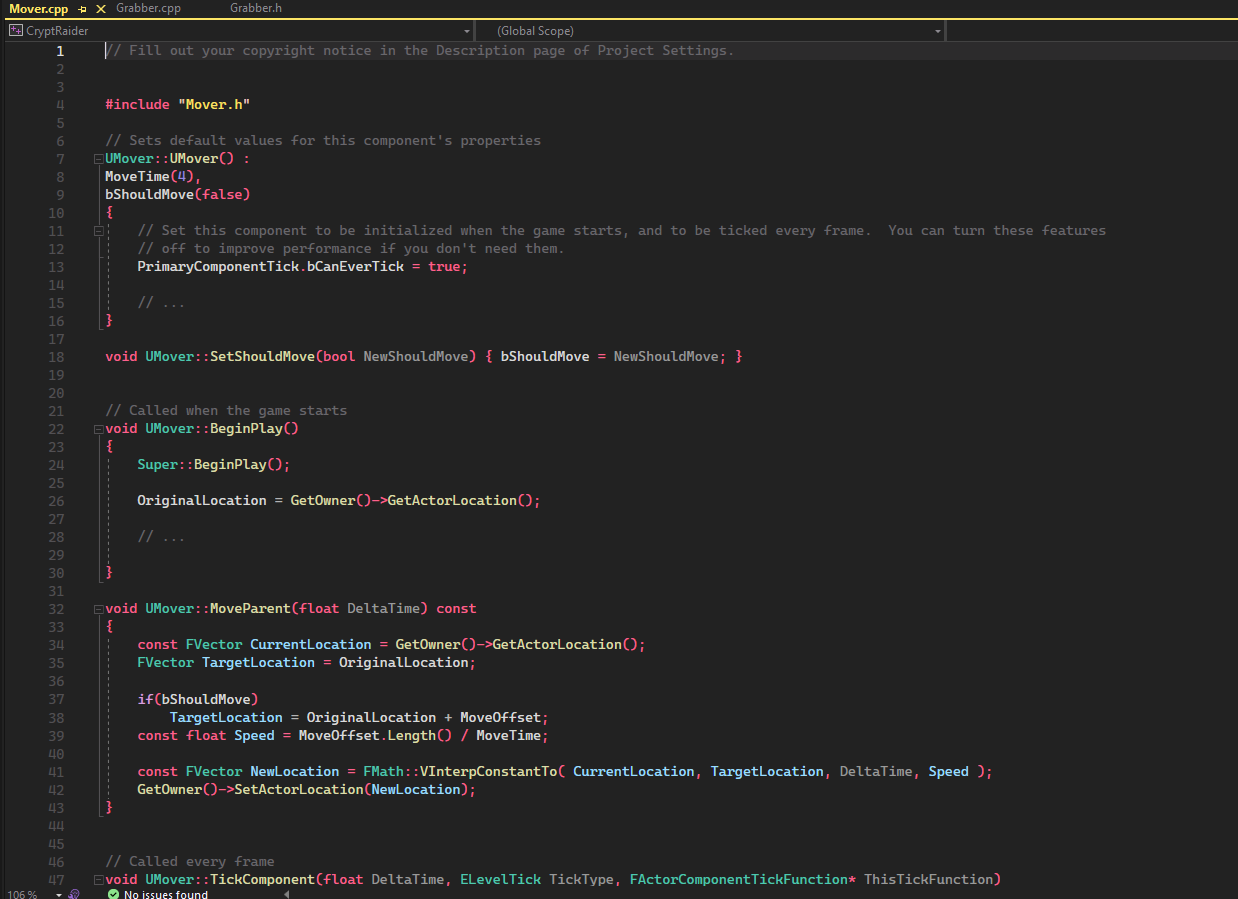 Mover.cpp Grabber.cpp Grabber.h
CryptRaider (Global Scope)
1 // Fill out your copyright notice in the Description page of Project Settings.
2
3
4 #include "Mover.h"
5
6 // Sets default values for this component's properties
7 UMover::UMover() :
8 MoveTime(4),
9 bShouldMove(false)
10 {
11 // Set this component to be initialized when the game starts, and to be ticked every frame.  You can turn these features
12 // off to improve performance if you don't need them.
13 PrimaryComponentTick.bCanEverTick = true;
14
15 // ...
16 }
17
18 void UMover::SetShouldMove(bool NewShouldMove) { bShouldMove = NewShouldMove; }
19
20
21 // Called when the game starts
22 void UMover::BeginPlay()
23 {
24 Super::BeginPlay();
25
26 OriginalLocation = GetOwner()->GetActorLocation();
27
28 // ...
29
30 }
31
32 void UMover::MoveParent(float DeltaTime) const
33 {
34 const FVector CurrentLocation = GetOwner()->GetActorLocation();
35 FVector TargetLocation = OriginalLocation;
36
37 if(bShouldMove)
38 TargetLocation = OriginalLocation + MoveOffset;
39 const float Speed = MoveOffset.Length() / MoveTime;
40
41 const FVector NewLocation = FMath::VInterpConstantTo( CurrentLocation, TargetLocation, DeltaTime, Speed );
42 GetOwner()->SetActorLocation(NewLocation);
43 }
44
45
46 // Called every frame
47 void UMover::TickComponent(float DeltaTime, ELevelTick TickType, FActorComponentTickFunction* ThisTickFunction)
106 % No issues found